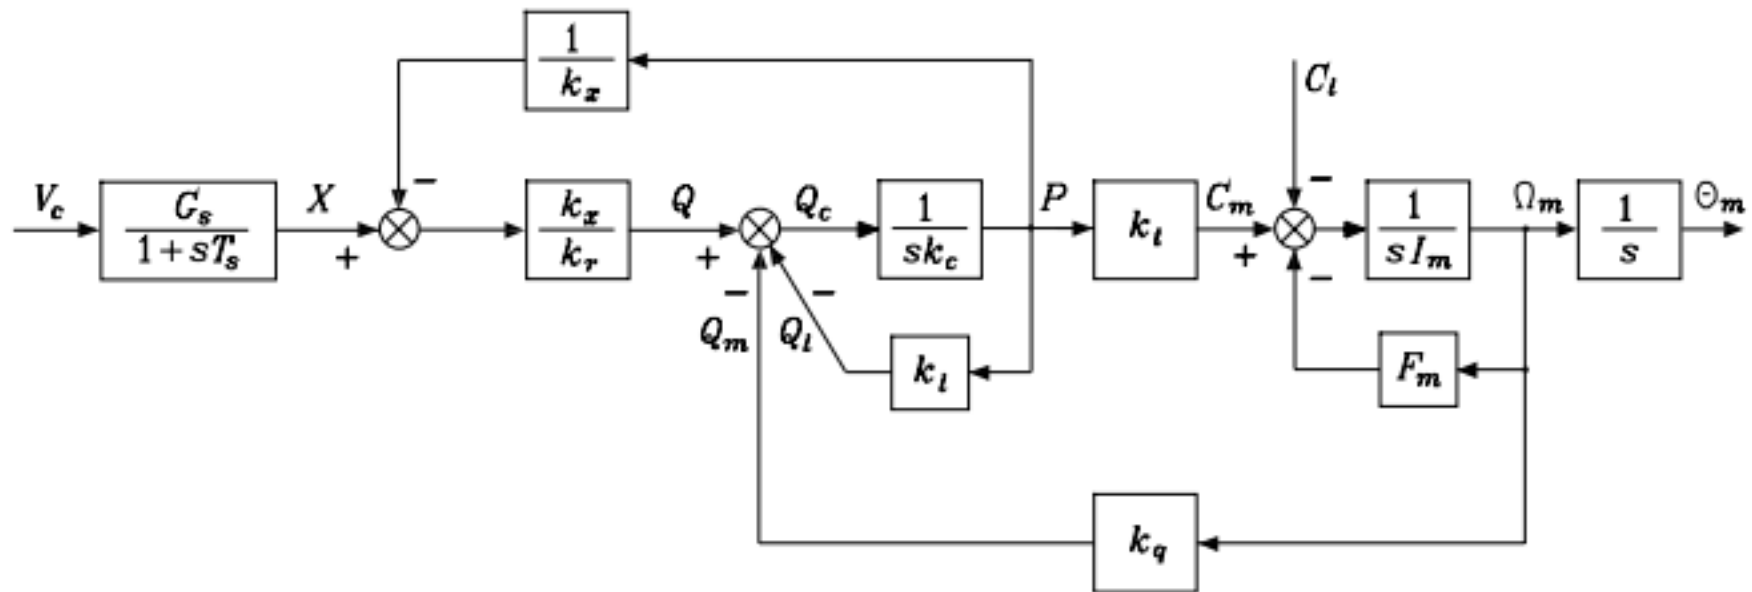 1
k_x
C_l
V_c
G_s
1+sT_s
X
−
+
k_x
k_r
Q
+
Q_c
1
sk_c
P
k_t
C_m
−
+
1
sI_m
Ω_m
1
s
Θ_m
−
−
−
Q_m
Q_l
k_l
F_m
k_q